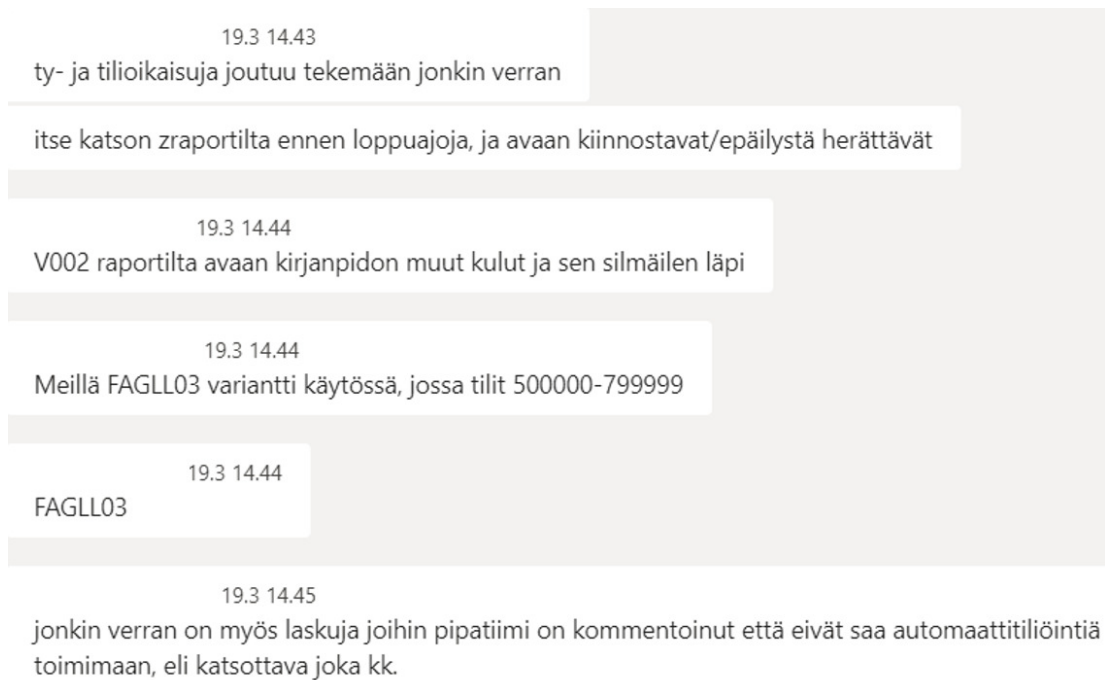 19.3 14.43
ty- ja tilioikaisuja joutuu tekemään jonkin verran
itse katson zraportilta ennen loppuajoja, ja avaan kiinnostavat/epäilystä herättävät
19.3 14.44
V002 raportilta avaan kirjanpidon muut kulut ja sen silmäilen läpi
19.3 14.44
Meillä FAGLL03 variantti käytössä, jossa tilit 500000-799999
19.3 14.44
FAGLL03
19.3 14.45
jonkin verran on myös laskuja joihin pipatiimi on kommentoinut että eivät saa automaattitiliöintiä
toimimaan, eli katsottava joka kk.